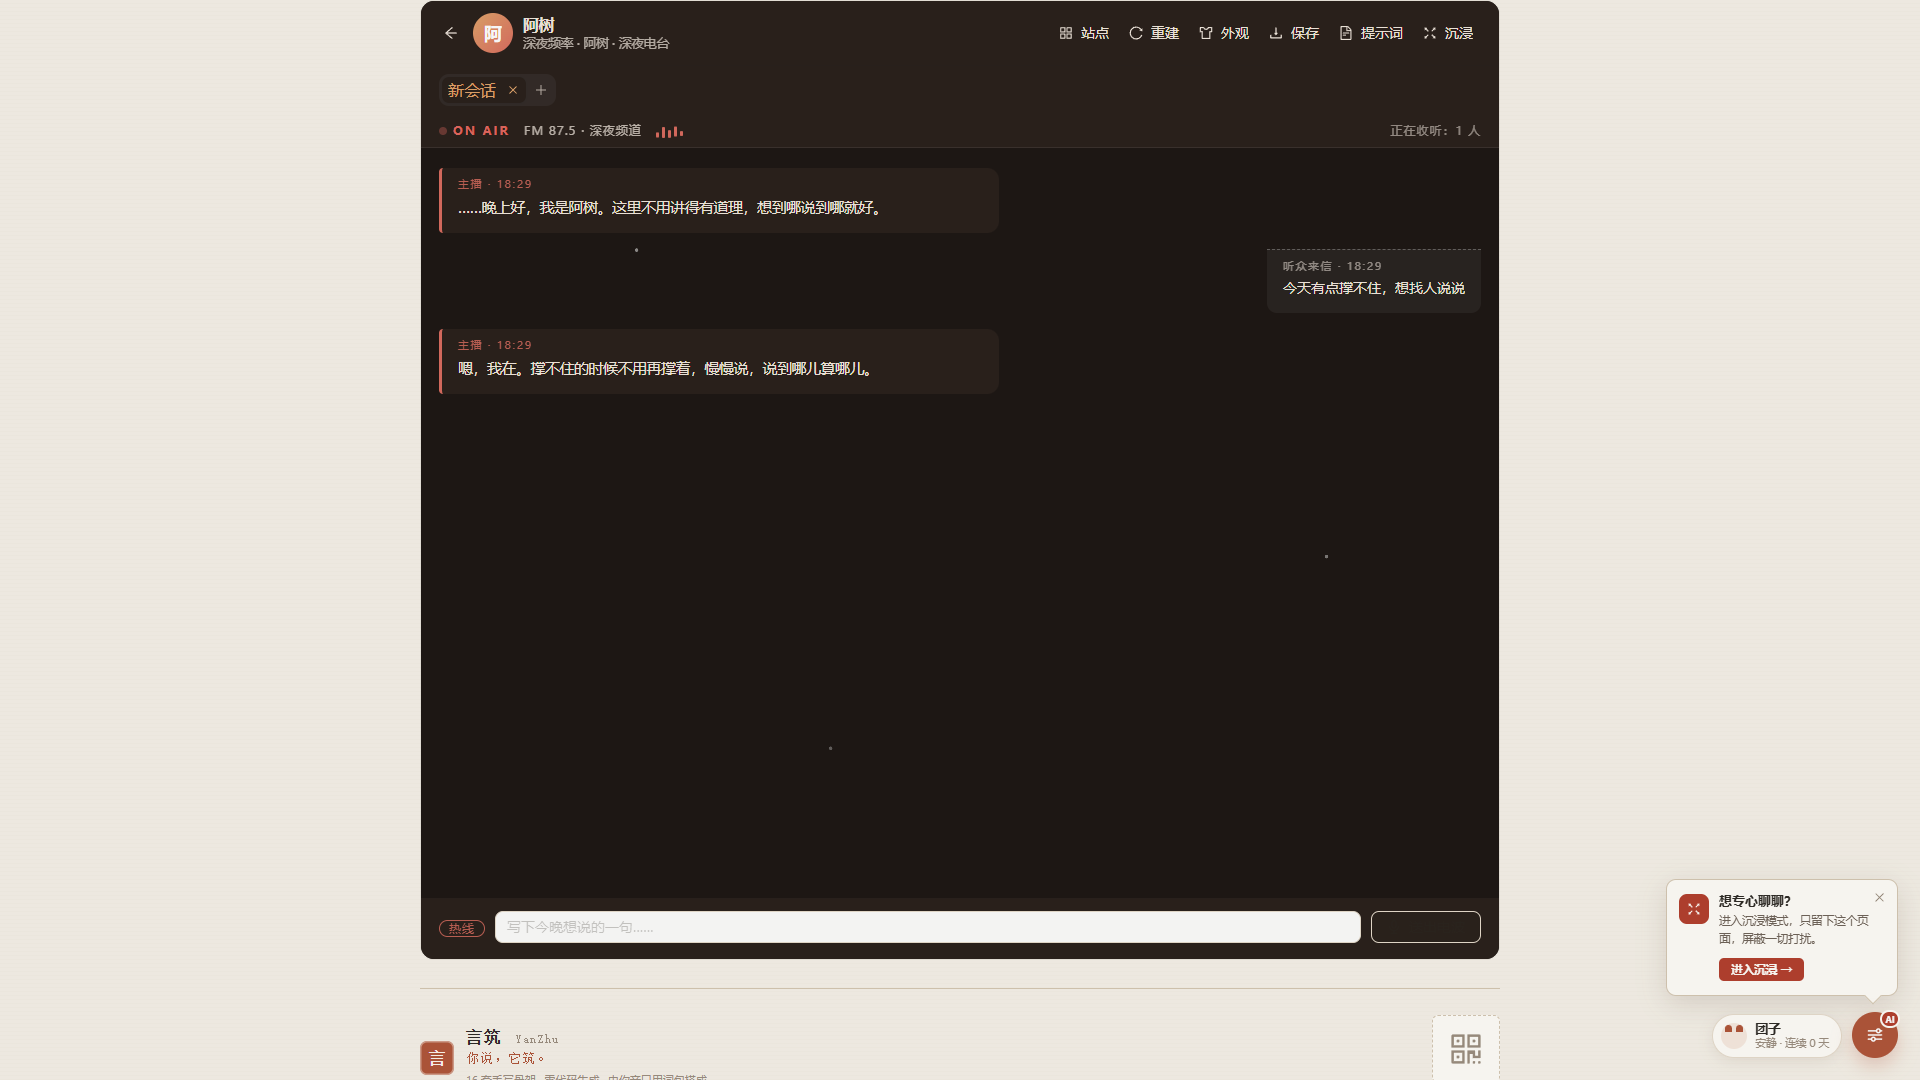 阿
阿树
深夜频率 · 阿树 · 深夜电台
站点
重建
外观
保存
提示词
沉浸
新会话
ON AIR
FM 87.5 · 深夜频道
正在收听：1 人
主播 · 18:29
……晚上好，我是阿树。这里不用讲得有道理，想到哪说到哪就好。
听众来信 · 18:29
今天有点撑不住，想找人说说
主播 · 18:29
嗯，我在。撑不住的时候不用再撑着，慢慢说，说到哪儿算哪儿。
热线
写下今晚想说的一句……
想专心聊聊？
进入沉浸模式，只留下这个页
面，屏蔽一切打扰。
进入沉浸 →
团子
安静 · 连续 0 天
AI
言
言筑 YanZhu
你说，它筑。